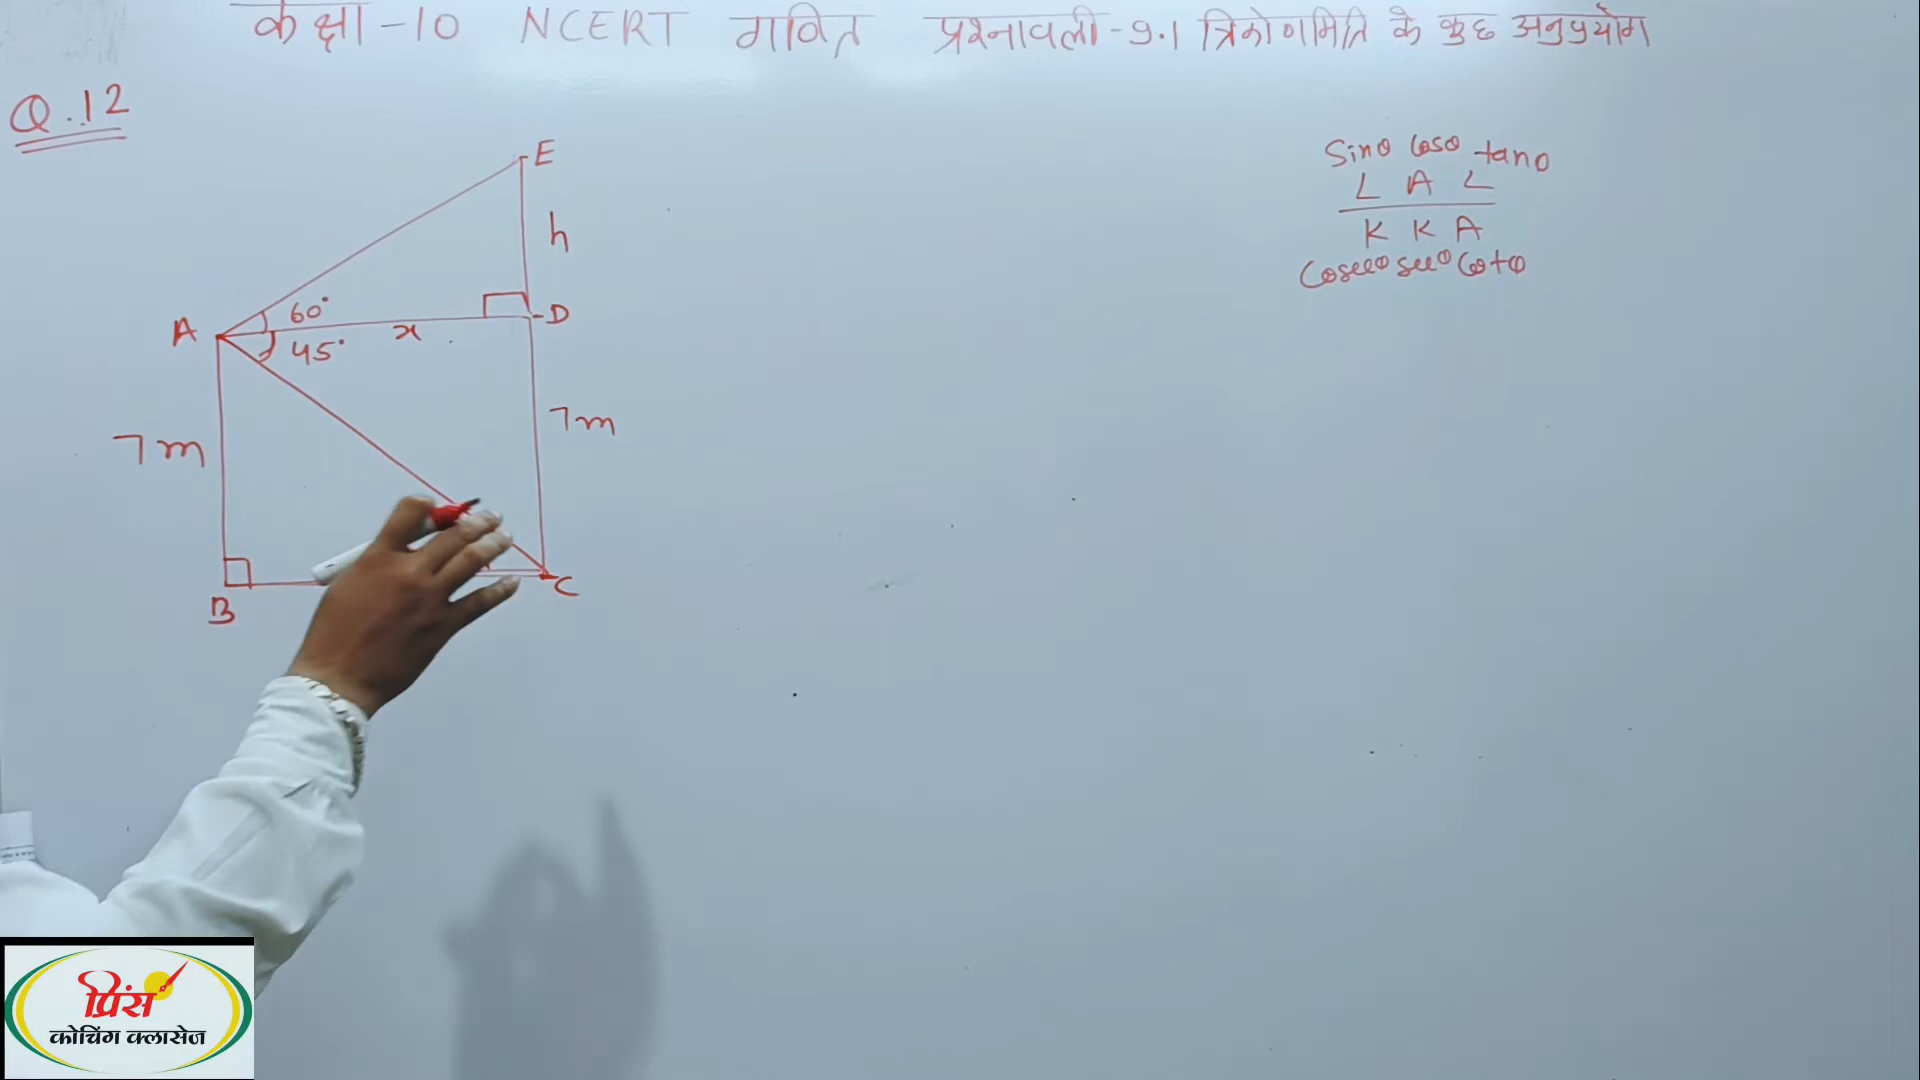 कक्षा -10 NCERT गणित प्रश्नावली-9.1 त्रिकोणमिति के कुछ अनुप्रयोग
Q.12
E
h
A 60° D
45° x
7m 7m
B C
Sinθ Cosθ tanθ
L A L
K K A
Cosecθ secθ Cotθ
प्रिंस
कोचिंग क्लासेज